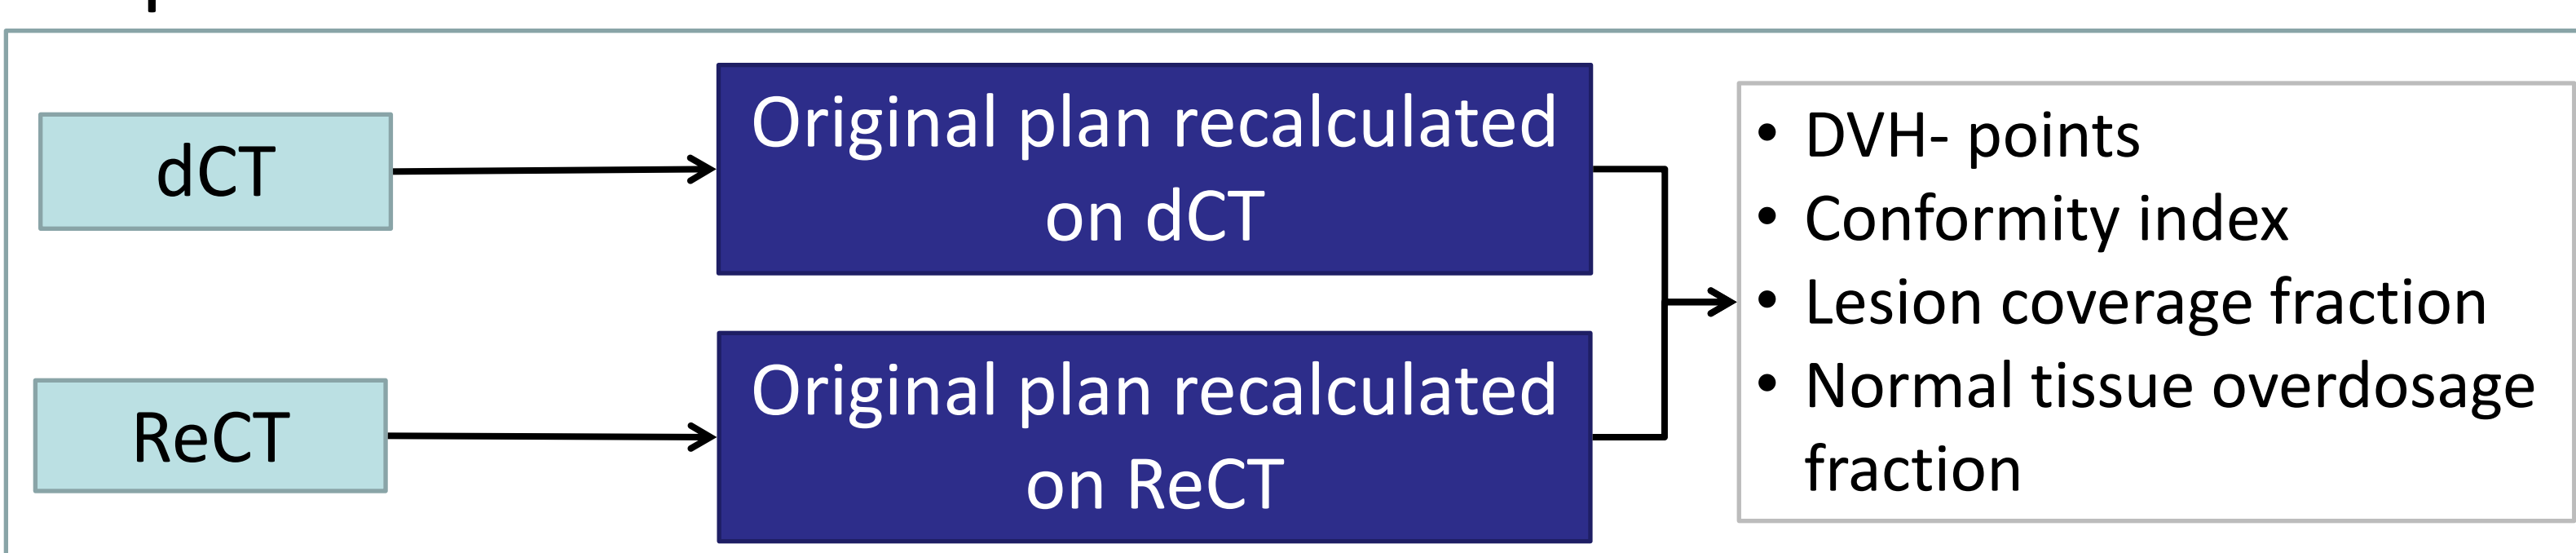 dCT
Original plan recalculated
on dCT
ReCT
Original plan recalculated
on ReCT
• DVH- points
• Conformity index
• Lesion coverage fraction
• Normal tissue overdosage
fraction